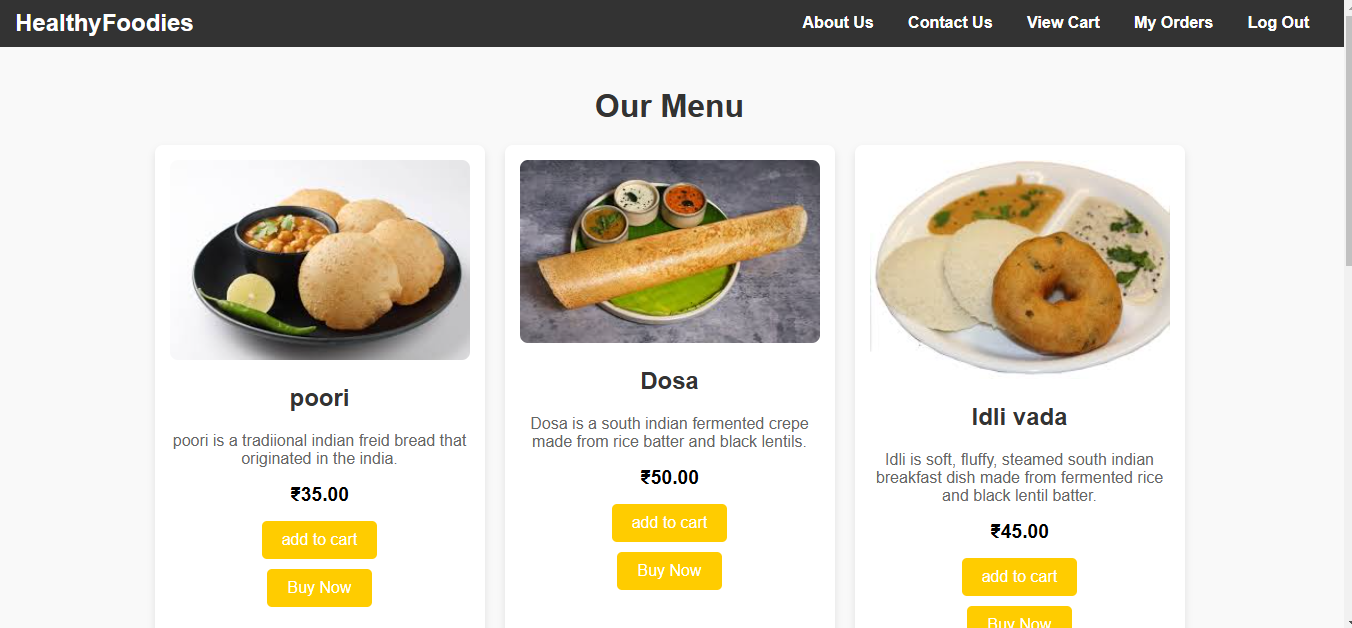 HealthyFoodies
About Us
Contact Us
View Cart
My Orders
Log Out
Our Menu
poori
poori is a tradiional indian freid bread that
originated in the india.
₹35.00
add to cart
Buy Now
Dosa
Dosa is a south indian fermented crepe
made from rice batter and black lentils.
₹50.00
add to cart
Buy Now
Idli vada
Idli is soft, fluffy, steamed south indian
breakfast dish made from fermented rice
and black lentil batter.
₹45.00
add to cart
Buy Now